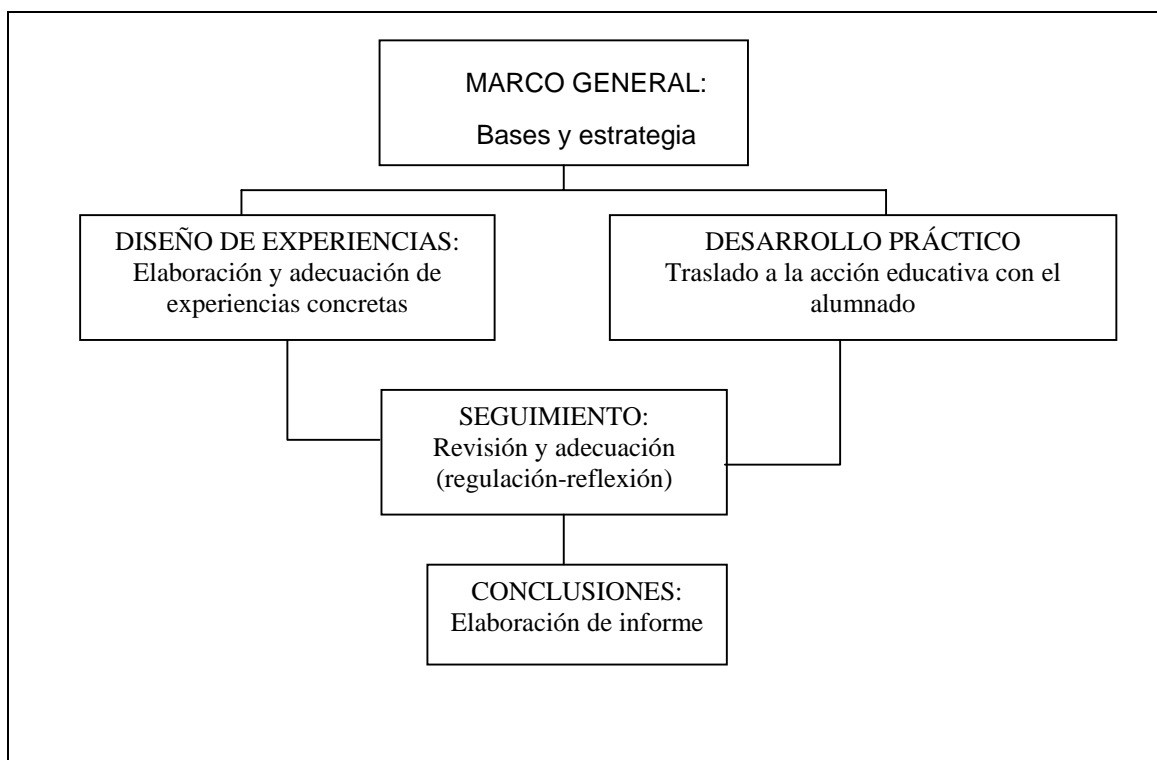 MARCO GENERAL:
Bases y estrategia
DISEÑO DE EXPERIENCIAS:
Elaboración y adecuación de
experiencias concretas
DESARROLLO PRÁCTICO
Traslado a la acción educativa con el
alumnado
SEGUIMIENTO:
Revisión y adecuación
(regulación-reflexión)
CONCLUSIONES:
Elaboración de informe